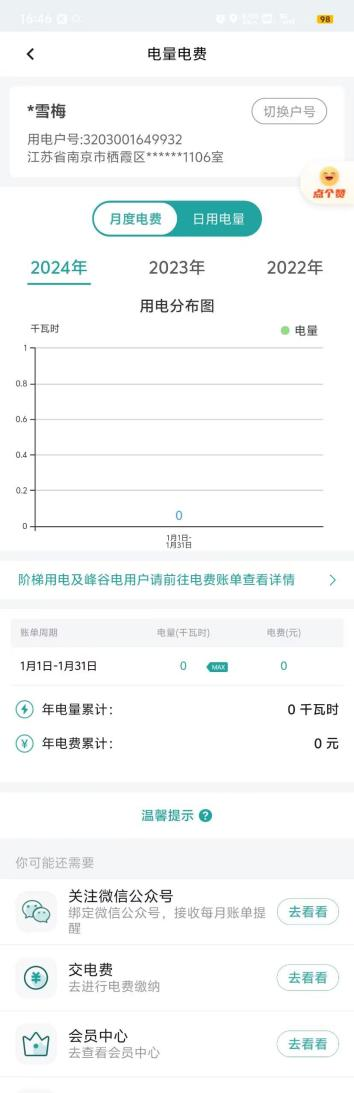 16:46
98
电量电费
*雪梅
切换户号
用电户号:3203001649932
江苏省南京市栖霞区******1106室
点个赞
月度电费
日用电量
2024年
2023年
2022年
用电分布图
千瓦时
电量
1
0.8
0.6
0.4
0.2
0
0
1月1日-
1月31日
阶梯用电及峰谷电用户请前往电费账单查看详情
账单周期
电量(千瓦时)
电费(元)
1月1日-1月31日
0
MAX
0
年电量累计:
0 千瓦时
年电费累计:
0 元
温馨提示 ?
你可能还需要
关注微信公众号
绑定微信公众号，接收每月账单提
醒
去看看
交电费
去进行电费缴纳
去看看
会员中心
去查看会员中心
去看看